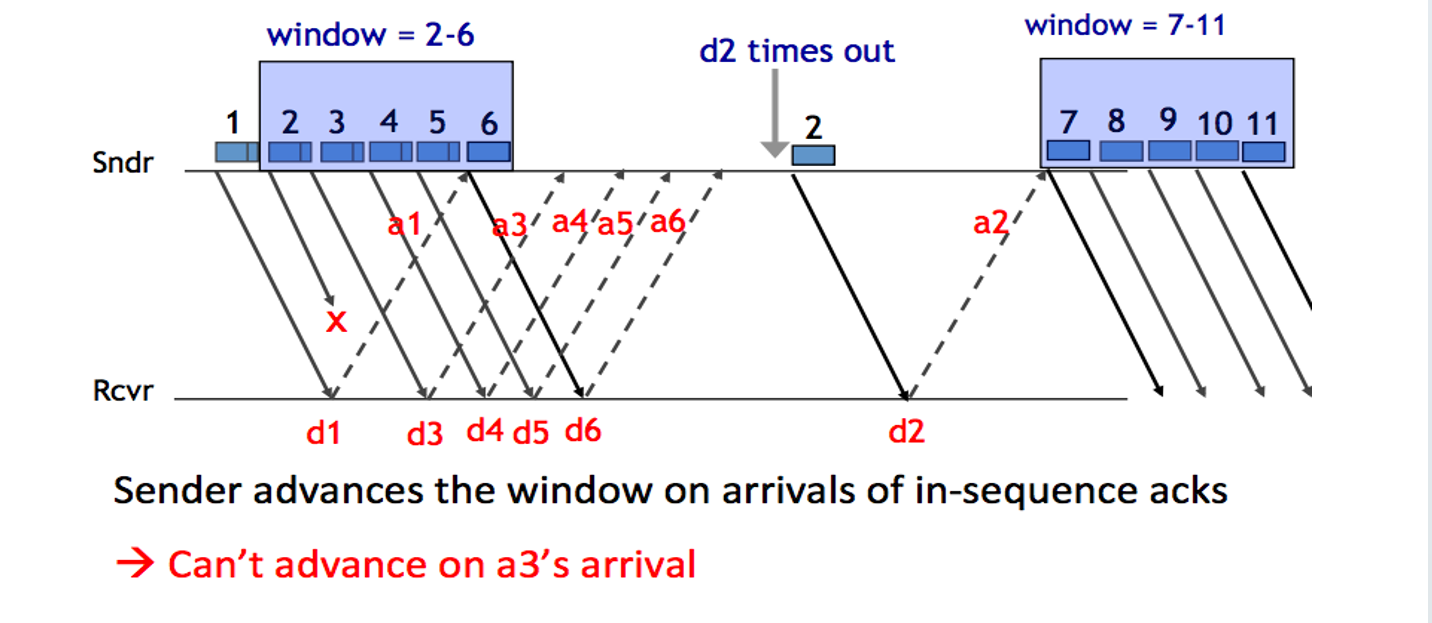 window = 2-6
window = 7-11
d2 times out
1 2 3 4 5 6
2
7 8 9 10 11
Sndr
a1 a3 a4 a5 a6
a2
x
Rcvr
d1 d3 d4 d5 d6
d2
Sender advances the window on arrivals of in-sequence acks
→ Can't advance on a3's arrival